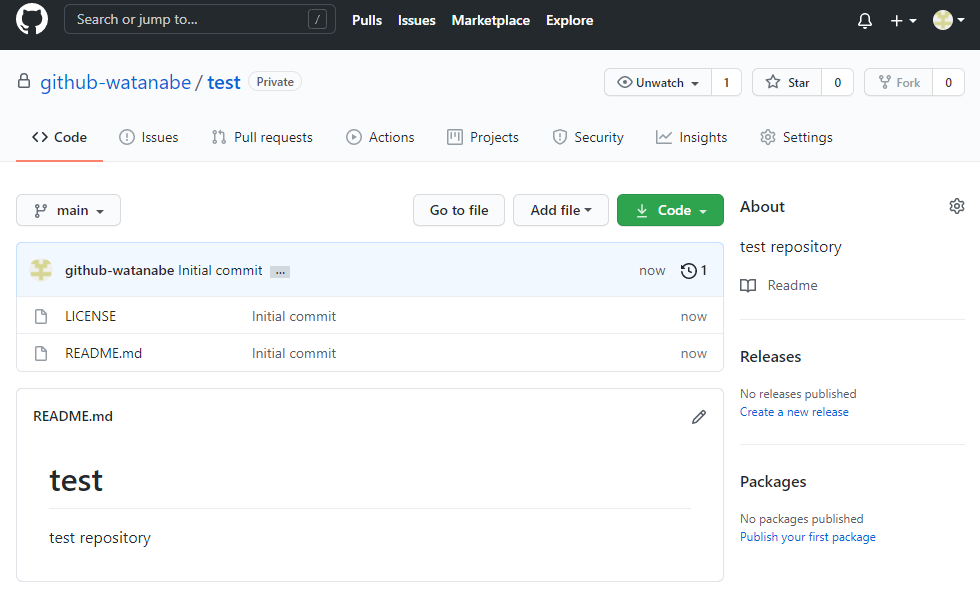 Search or jump to... /
Pulls Issues Marketplace Explore
github-watanabe / test Private
Unwatch 1 Star 0 Fork 0
Code Issues Pull requests Actions Projects Security Insights Settings
main Go to file Add file Code
github-watanabe Initial commit ... now 1
LICENSE Initial commit now
README.md Initial commit now
README.md
test
test repository
About
test repository
Readme
Releases
No releases published
Create a new release
Packages
No packages published
Publish your first package